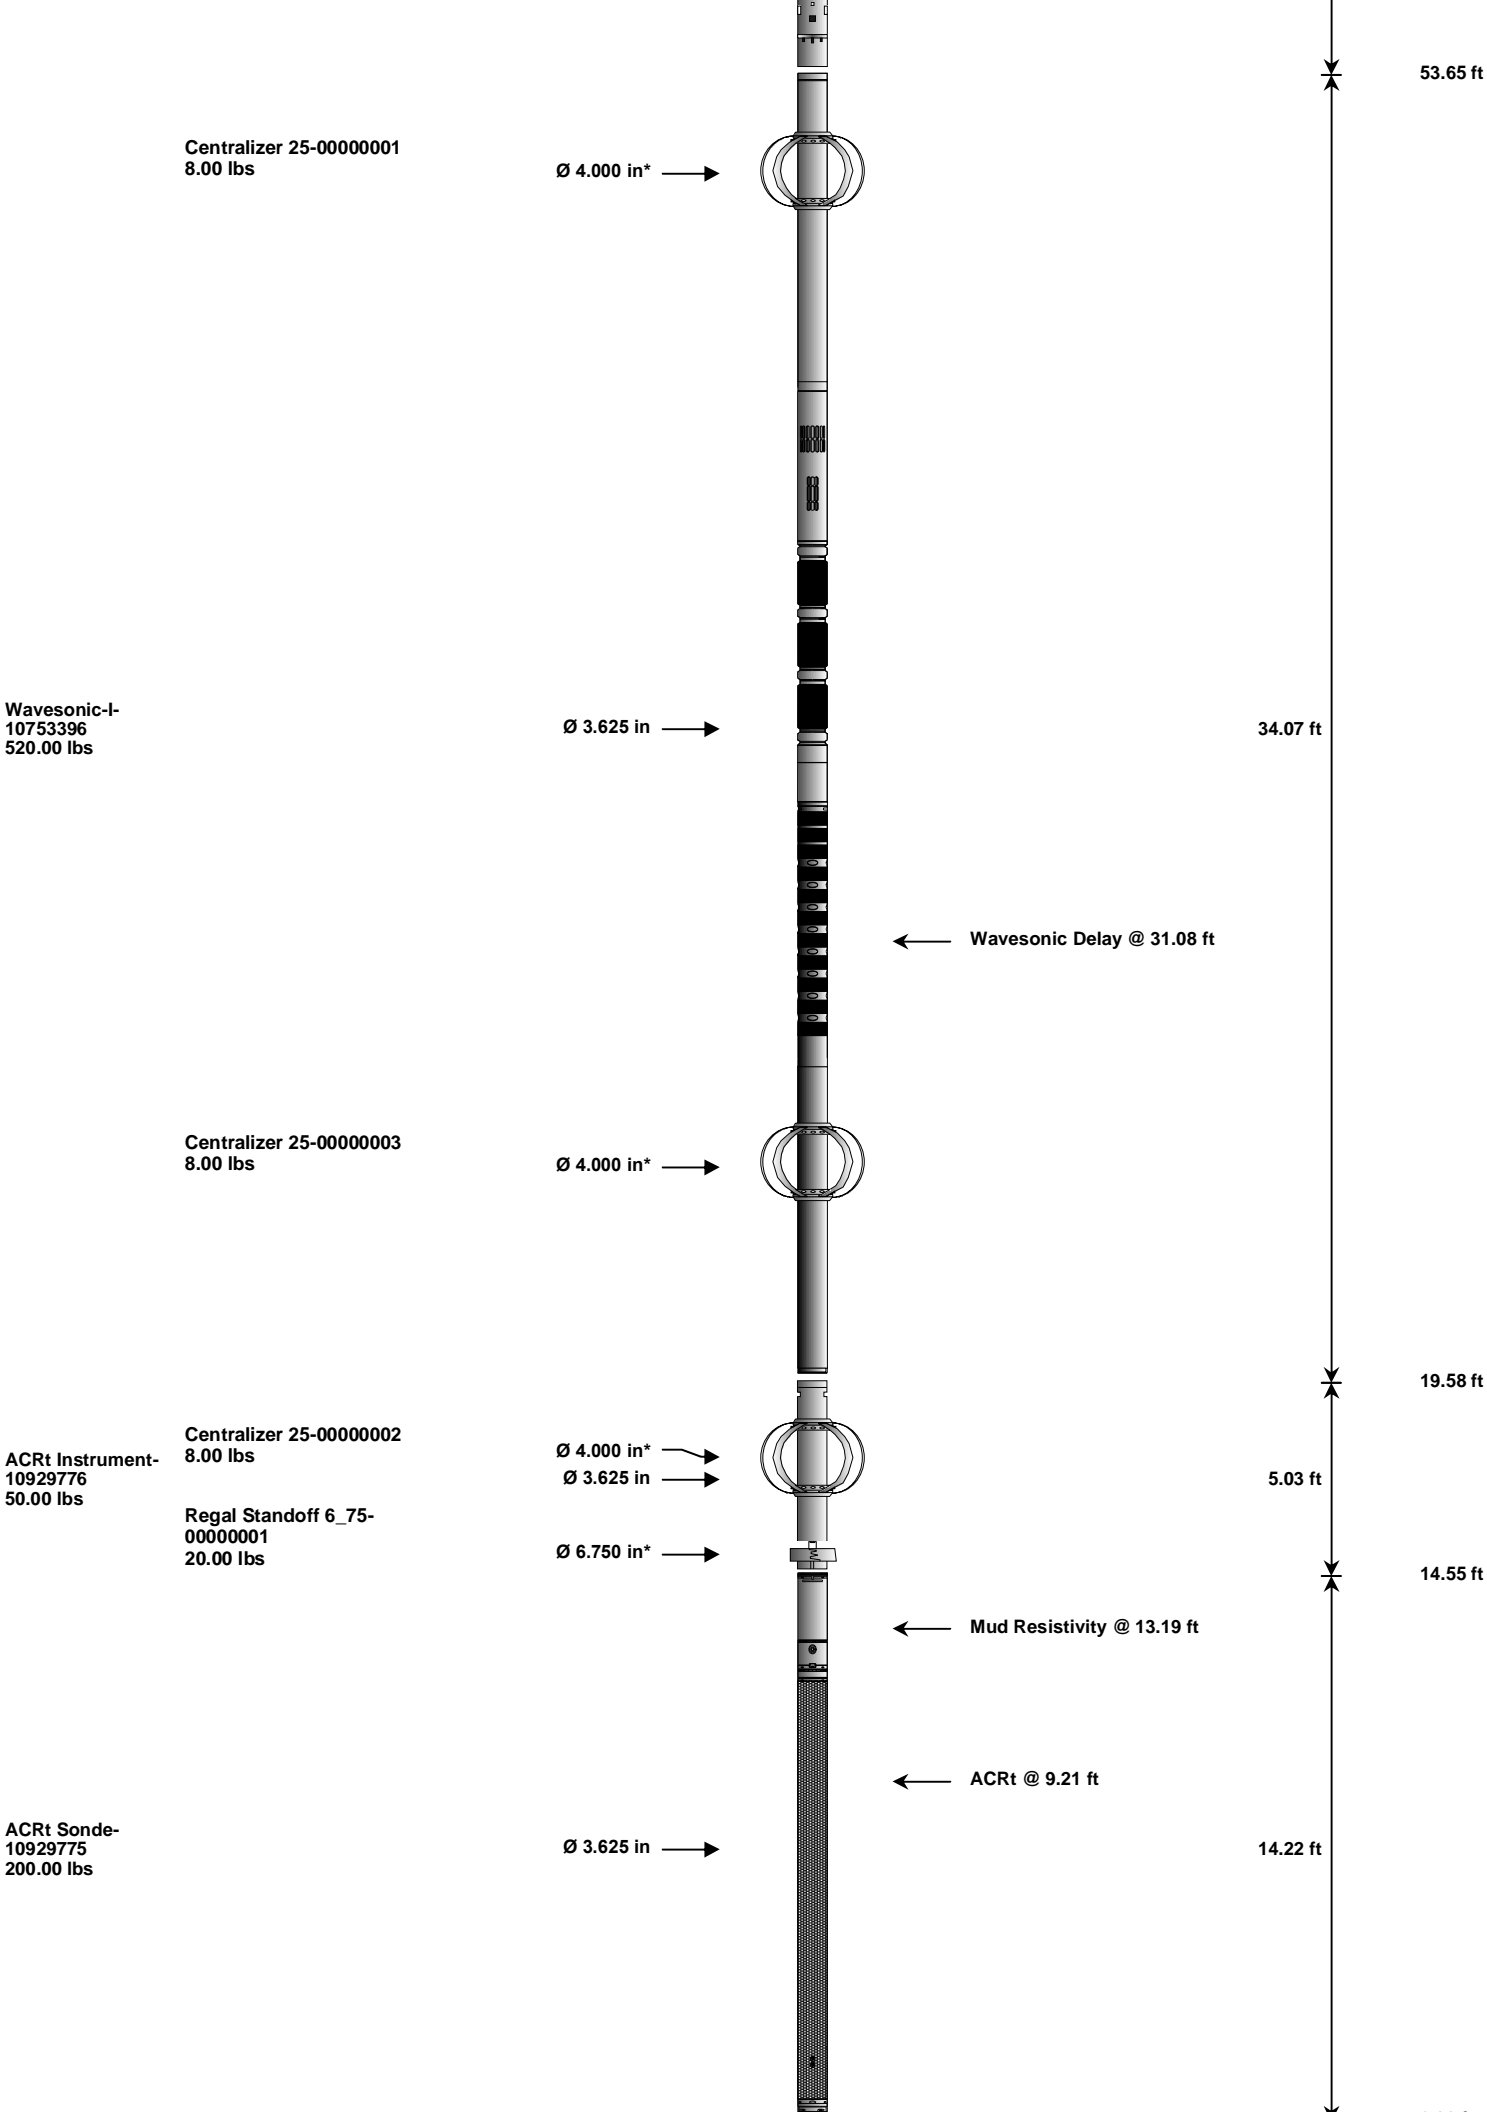 53.65 ft
Centralizer 25-00000001
8.00 lbs
Ø 4.000 in*
Wavesonic-I-
10753396
520.00 lbs
Ø 3.625 in
34.07 ft
Wavesonic Delay @ 31.08 ft
Centralizer 25-00000003
8.00 lbs
Ø 4.000 in*
19.58 ft
Centralizer 25-00000002
8.00 lbs
Ø 4.000 in*
ACRt Instrument-
10929776
50.00 lbs
Ø 3.625 in
5.03 ft
Regal Standoff 6_75-
00000001
20.00 lbs
Ø 6.750 in*
14.55 ft
Mud Resistivity @ 13.19 ft
ACRt @ 9.21 ft
ACRt Sonde-
10929775
200.00 lbs
Ø 3.625 in
14.22 ft